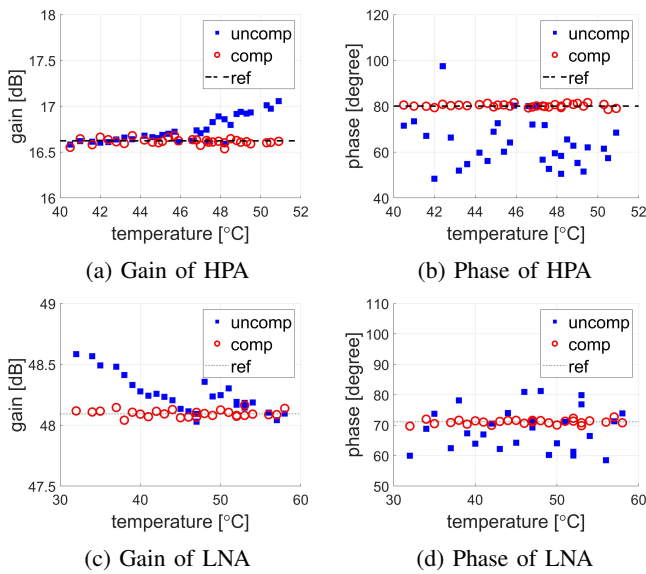 18
17.5
17
16.5
16
gain [dB]
uncomp
comp
ref
40 42 44 46 48 50 52
temperature [°C]
(a) Gain of HPA
120
100
80
60
40
phase [degree]
uncomp
comp
ref
40 42 44 46 48 50 52
temperature [°C]
(b) Phase of HPA
49
48.5
48
47.5
gain [dB]
uncomp
comp
ref
30 40 50 60
temperature [°C]
(c) Gain of LNA
110
100
90
80
70
60
50
phase [degree]
uncomp
comp
ref
30 40 50 60
temperature [°C]
(d) Phase of LNA